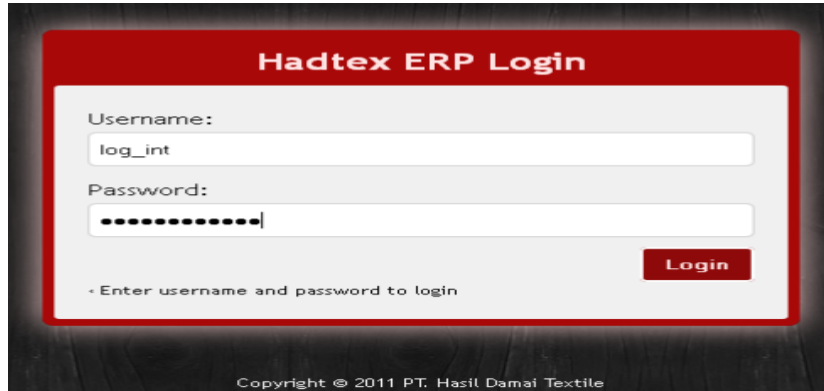 Hadtex ERP Login
Username:
log_int
Password:
••••••••••••
Login
Enter username and password to login
Copyright © 2011 PT. Hasil Damai Textile